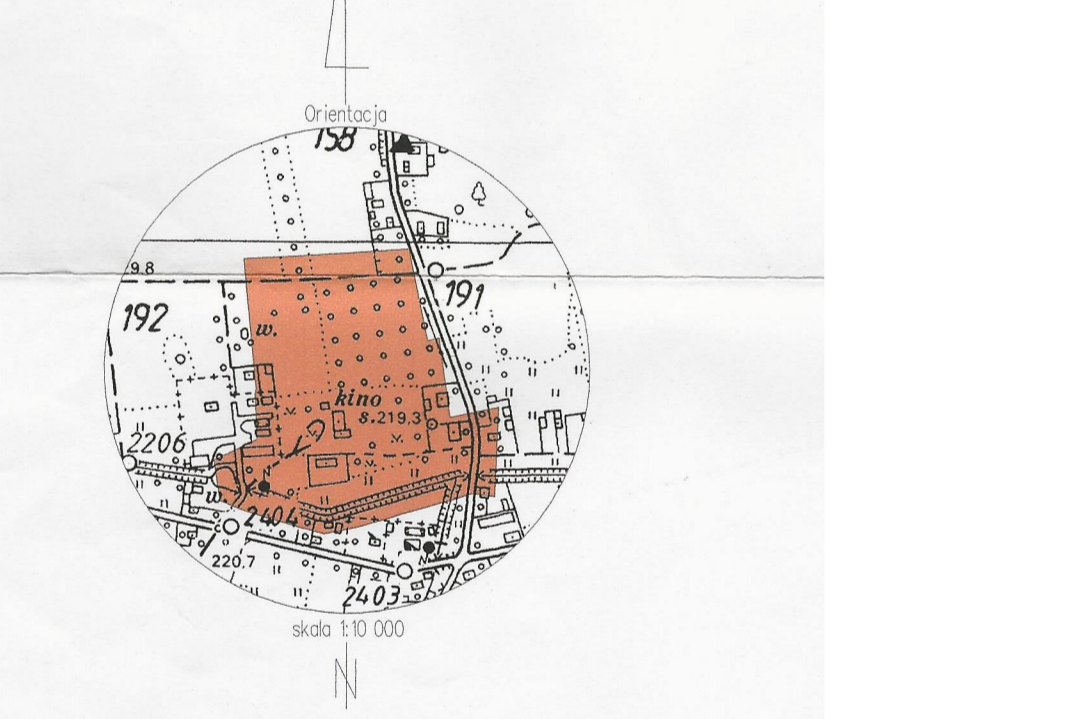 Orientacja
158
9.8
191
192
w.
kino
s.219,3
2206
w.
2404
220.7
2403
skala 1:10 000
N